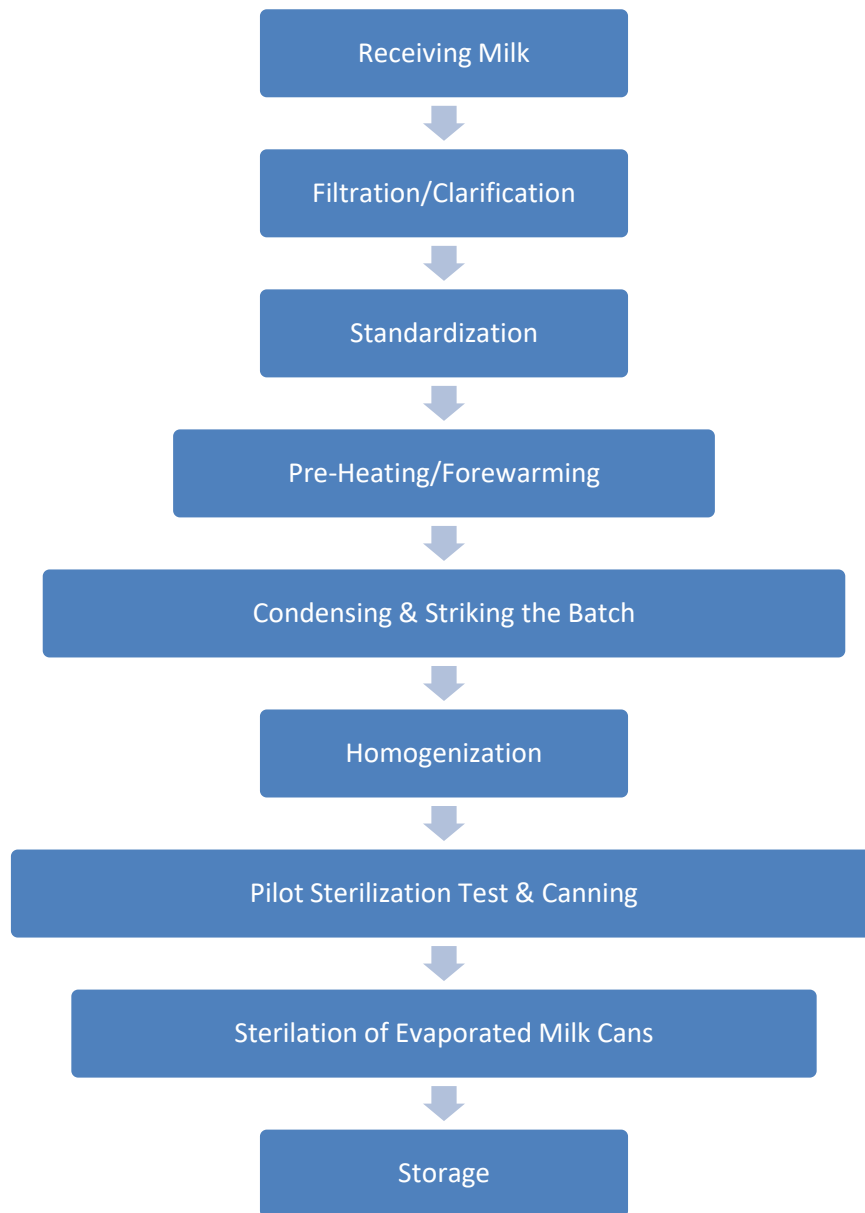 Receiving Milk
Filtration/Clarification
Standardization
Pre-Heating/Forewarming
Condensing & Striking the Batch
Homogenization
Pilot Sterilization Test & Canning
Sterilation of Evaporated Milk Cans
Storage